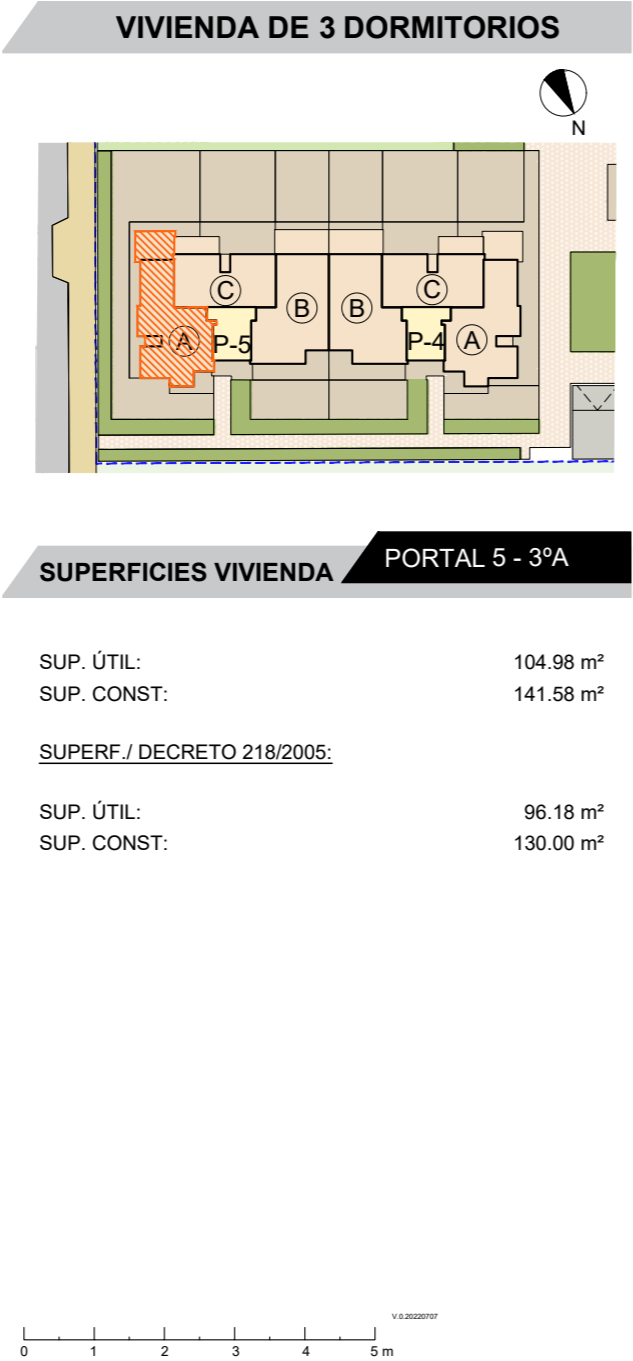 VIVIENDA DE 3 DORMITORIOS
N
C
B
B
C
A
P-5
P-4
A
SUPERFICIES VIVIENDA
PORTAL 5 - 3ºA
SUP. ÚTIL: 104.98 m²
SUP. CONST: 141.58 m²
SUPERF./ DECRETO 218/2005:
SUP. ÚTIL: 96.18 m²
SUP. CONST: 130.00 m²
V.0.20220707
0 1 2 3 4 5 m